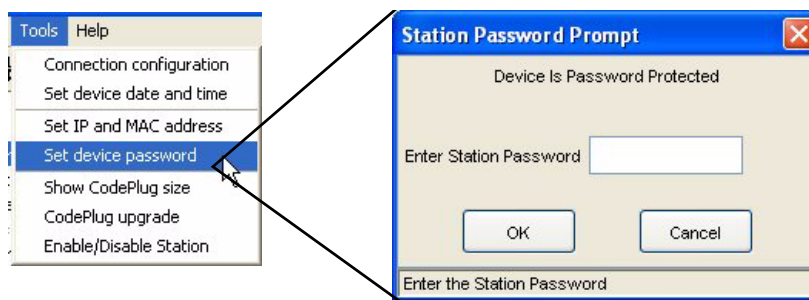 Tools Help
Connection configuration
Set device date and time
Set IP and MAC address
Set device password
Show CodePlug size
CodePlug upgrade
Enable/Disable Station
Station Password Prompt
Device Is Password Protected
Enter Station Password
OK Cancel
Enter the Station Password